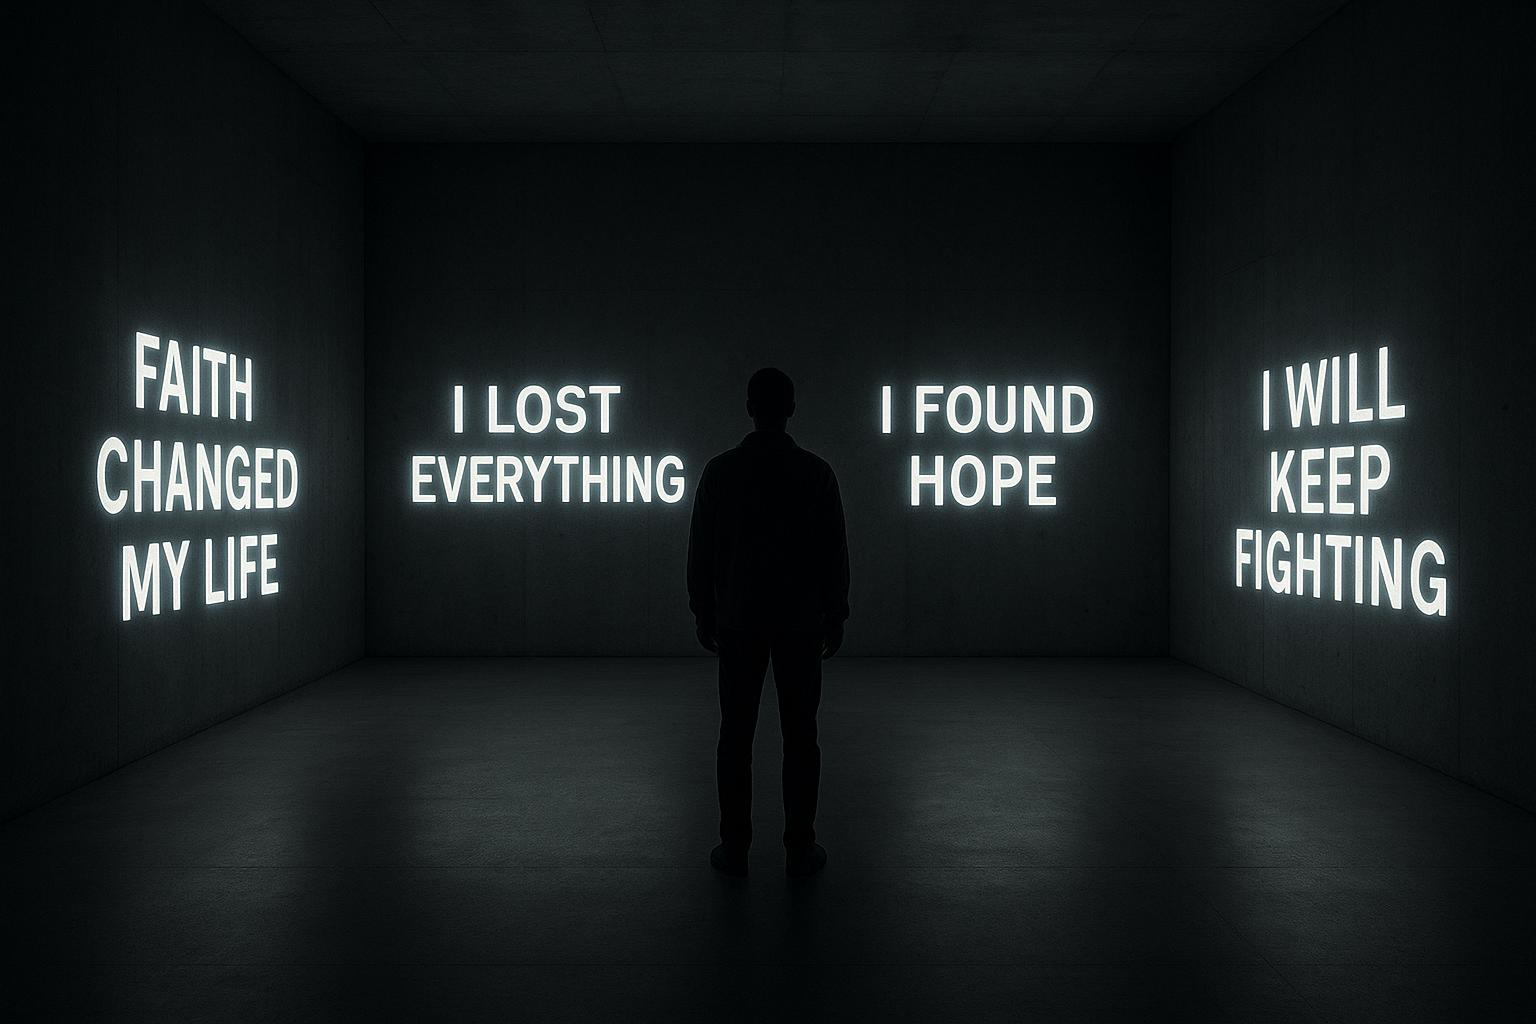 FAITH
CHANGED
MY LIFE
I LOST
EVERYTHING
I FOUND
HOPE
I WILL
KEEP
FIGHTING